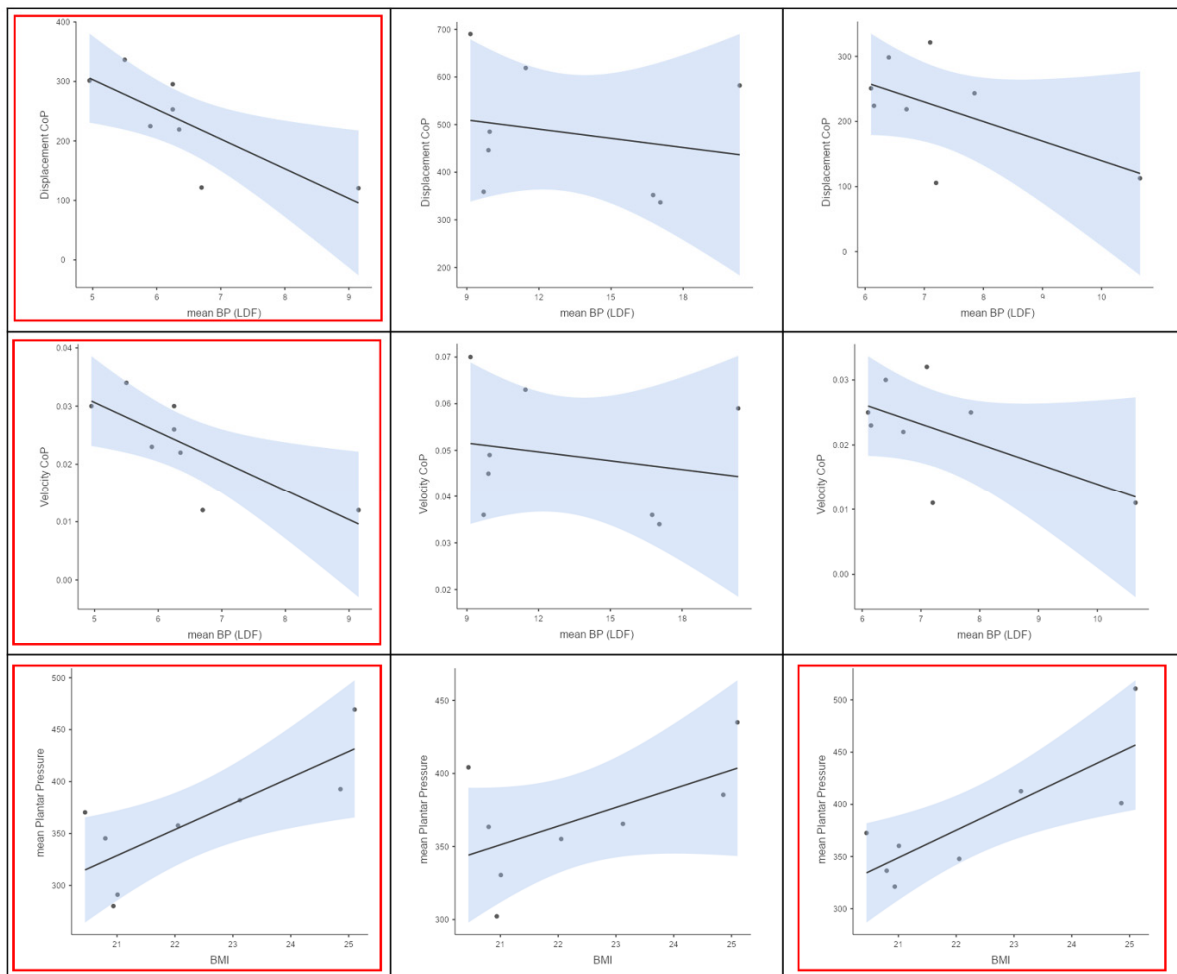 400
300
200
100
0
Displacement CoP
5 6 7 8 9
mean BP (LDF)
700
600
500
400
300
200
Displacement CoP
9 12 15 18
mean BP (LDF)
300
200
100
0
Displacement CoP
6 7 8 9 10
mean BP (LDF)
0.04
0.03
0.02
0.01
0.00
Velocity CoP
5 6 7 8 9
mean BP (LDF)
0.07
0.06
0.05
0.04
0.03
0.02
Velocity CoP
9 12 15 18
mean BP (LDF)
0.03
0.02
0.01
0.00
Velocity CoP
6 7 8 9 10
mean BP (LDF)
500
450
400
350
300
mean Plantar Pressure
21 22 23 24 25
BMI
450
400
350
300
mean Plantar Pressure
21 22 23 24 25
BMI
500
450
400
350
300
mean Plantar Pressure
21 22 23 24 25
BMI